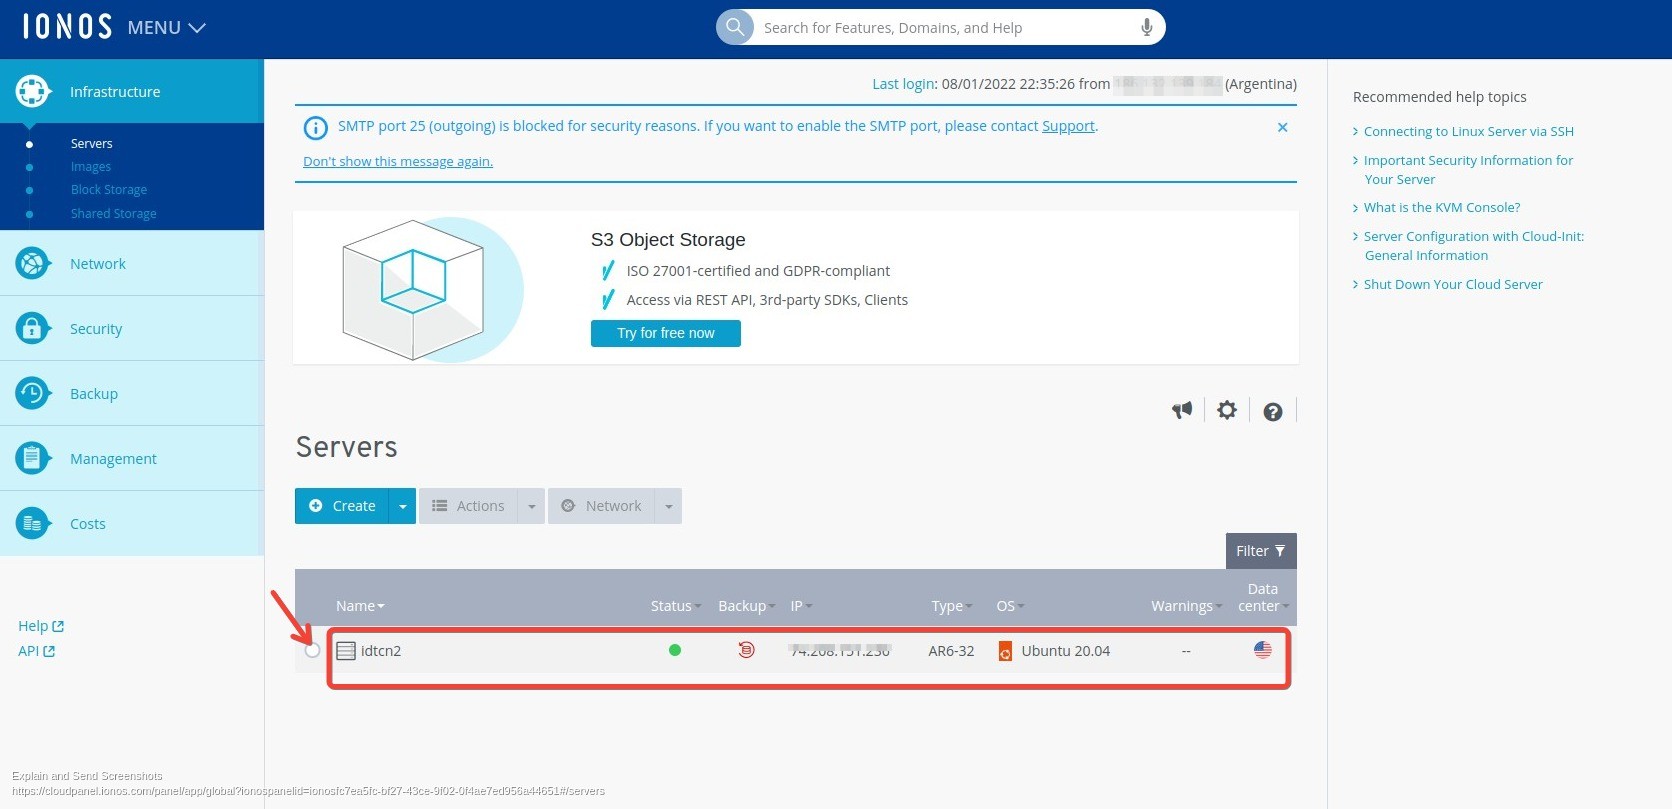 IONOS MENU
Search for Features, Domains, and Help
Infrastructure
Servers
Images
Block Storage
Shared Storage
Network
Security
Backup
Management
Costs
Help
API
Last login: 08/01/2022 22:35:26 from (Argentina)
SMTP port 25 (outgoing) is blocked for security reasons. If you want to enable the SMTP port, please contact Support.
Don't show this message again.
S3 Object Storage
ISO 27001-certified and GDPR-compliant
Access via REST API, 3rd-party SDKs, Clients
Try for free now
Servers
Create Actions Network
Filter
Name Status Backup IP Type OS Warnings Data center
idtcn2 AR6-32 Ubuntu 20.04 --
Recommended help topics
Connecting to Linux Server via SSH
Important Security Information for
Your Server
What is the KVM Console?
Server Configuration with Cloud-Init:
General Information
Shut Down Your Cloud Server
Explain and Send Screenshots
https://cloudpanel.ionos.com/panel/app/global?ionospanelid=ionosfc7ea5fc-bf27-43ce-9f02-0f4ae7ed956a44651#/servers